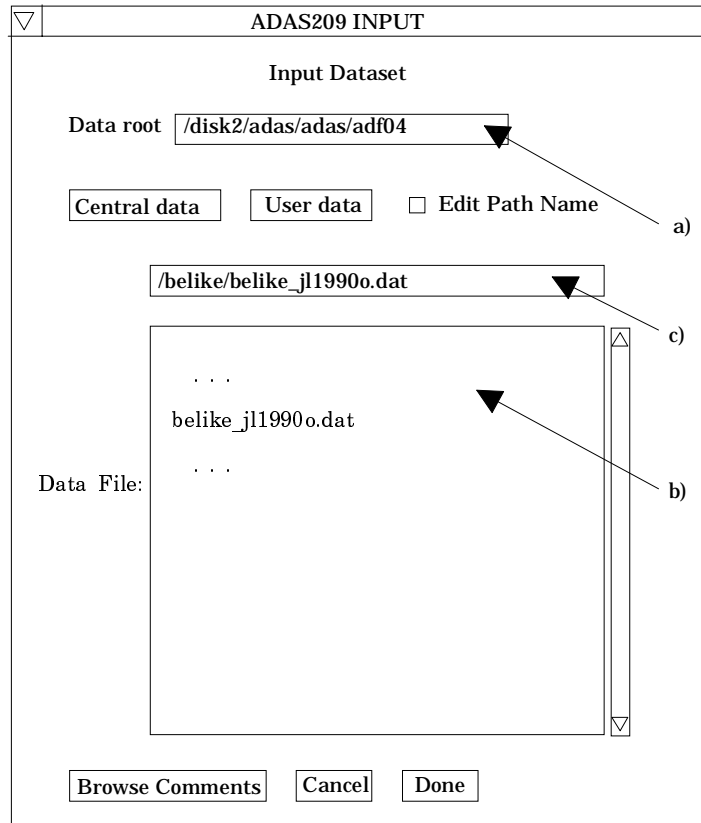 ADAS209 INPUT
Input Dataset
Data root /disk2/adas/adas/adf04
Central data User data Edit Path Name
a)
/belike/belike_jl1990o.dat
c)
. . .
belike_jl1990o.dat
. . .
Data File:
b)
Browse Comments Cancel Done